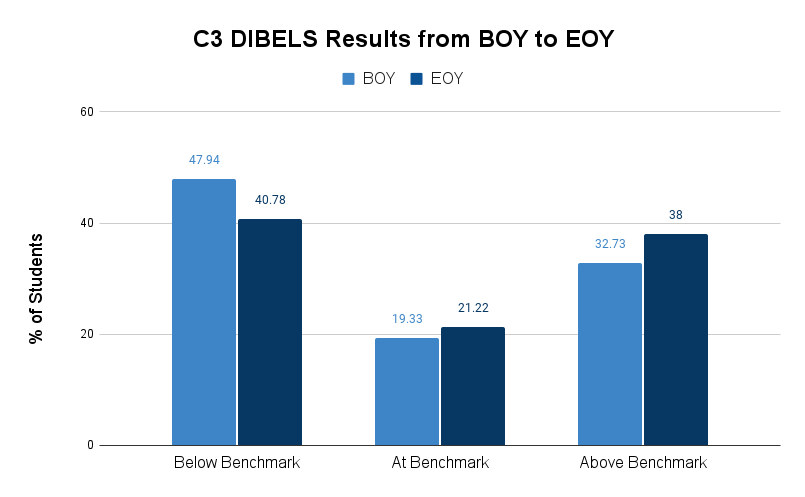 C3 DIBELS Results from BOY to EOY
BOY EOY
% of Students
60
40
20
0
47.94
40.78
19.33
21.22
32.73
38
Below Benchmark
At Benchmark
Above Benchmark